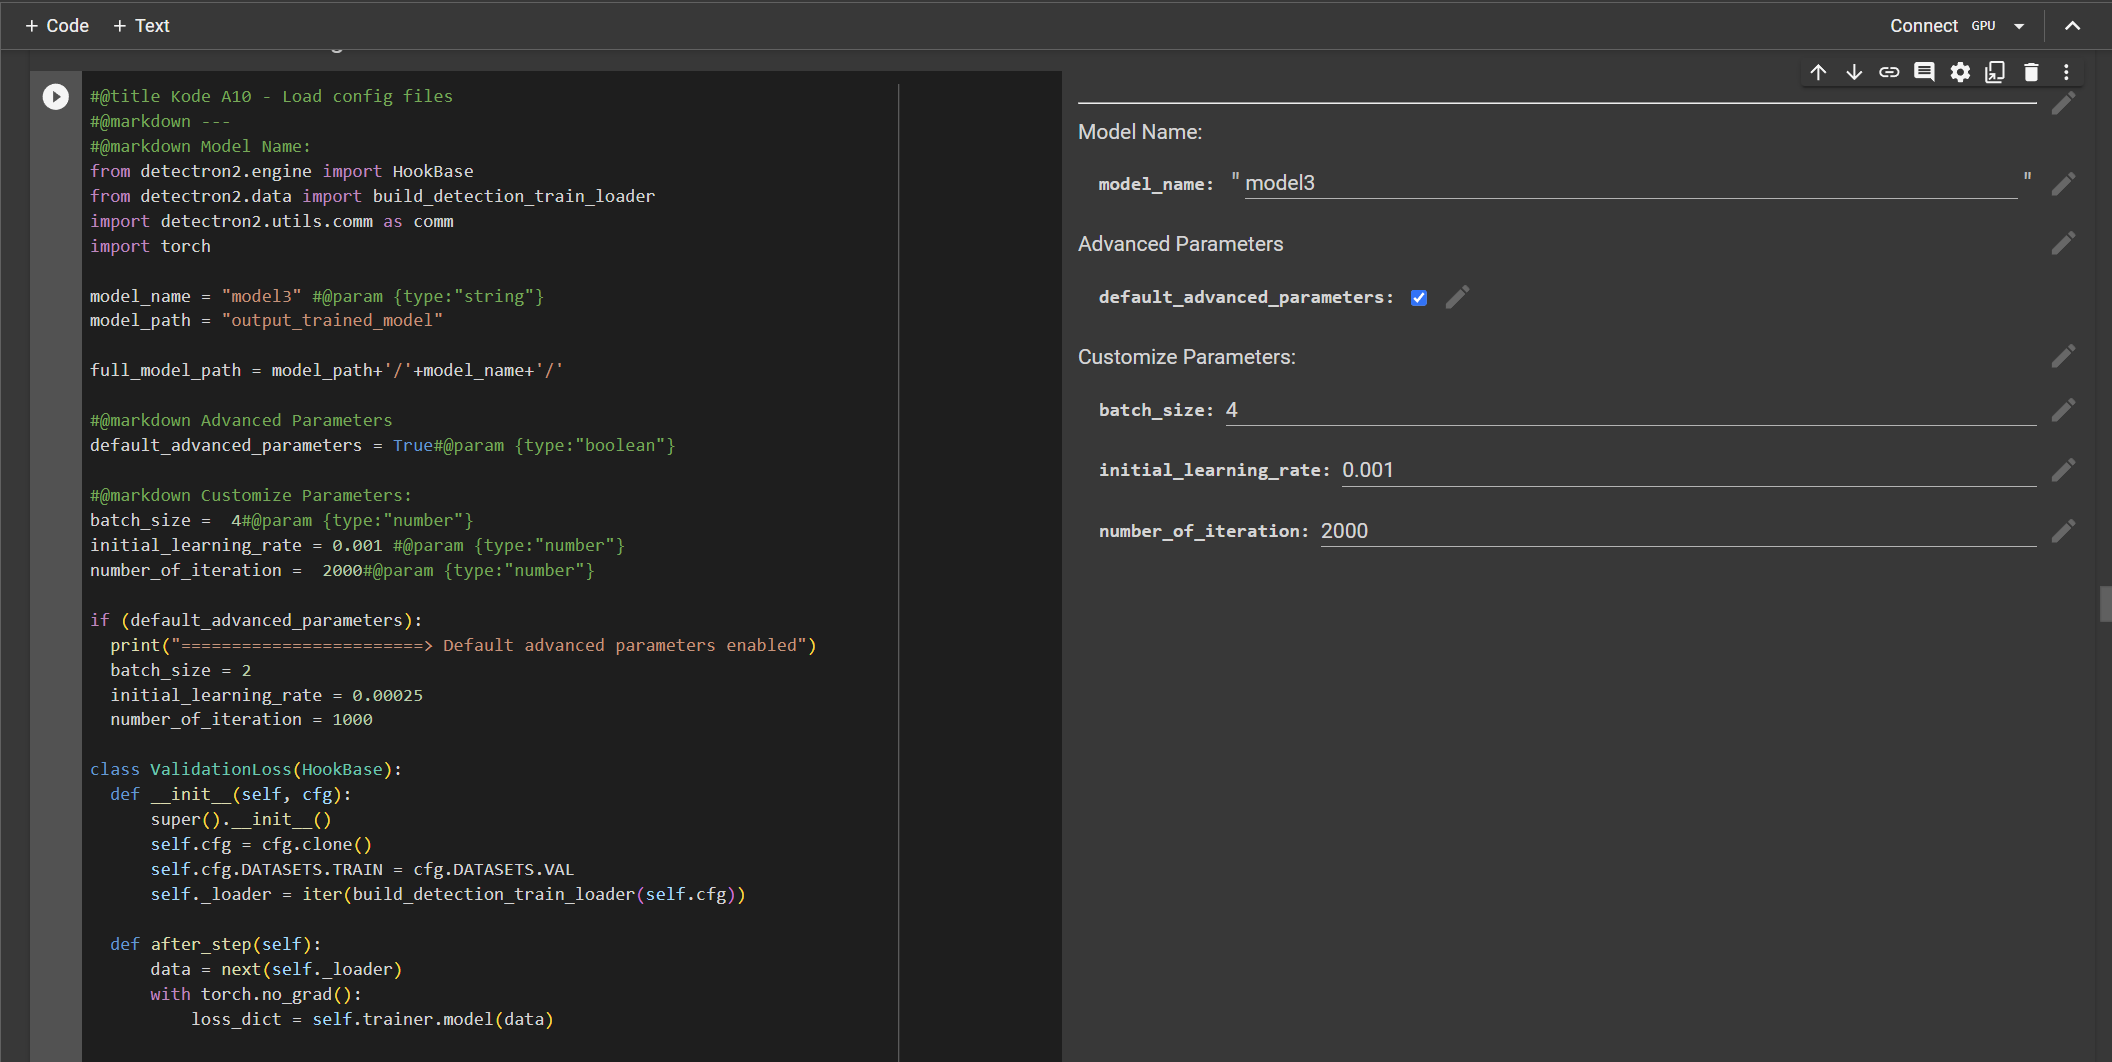 + Code + Text
Connect GPU
#@title Kode A10 - Load config files
#@markdown ---
#@markdown Model Name:
from detectron2.engine import HookBase
from detectron2.data import build_detection_train_loader
import detectron2.utils.comm as comm
import torch
model_name = "model3" #@param {type:"string"}
model_path = "output_trained_model"
full_model_path = model_path+'/'+model_name+'/'
#@markdown Advanced Parameters
default_advanced_parameters = True#@param {type:"boolean"}
#@markdown Customize Parameters:
batch_size =  4#@param {type:"number"}
initial_learning_rate = 0.001 #@param {type:"number"}
number_of_iteration =  2000#@param {type:"number"}
if (default_advanced_parameters):
  print("========================> Default advanced parameters enabled")
  batch_size = 2
  initial_learning_rate = 0.00025
  number_of_iteration = 1000
class ValidationLoss(HookBase):
  def __init__(self, cfg):
      super().__init__()
      self.cfg = cfg.clone()
      self.cfg.DATASETS.TRAIN = cfg.DATASETS.VAL
      self._loader = iter(build_detection_train_loader(self.cfg))
  def after_step(self):
      data = next(self._loader)
      with torch.no_grad():
          loss_dict = self.trainer.model(data)
Model Name:
model_name: "model3"
Advanced Parameters
default_advanced_parameters:
Customize Parameters:
batch_size: 4
initial_learning_rate: 0.001
number_of_iteration: 2000